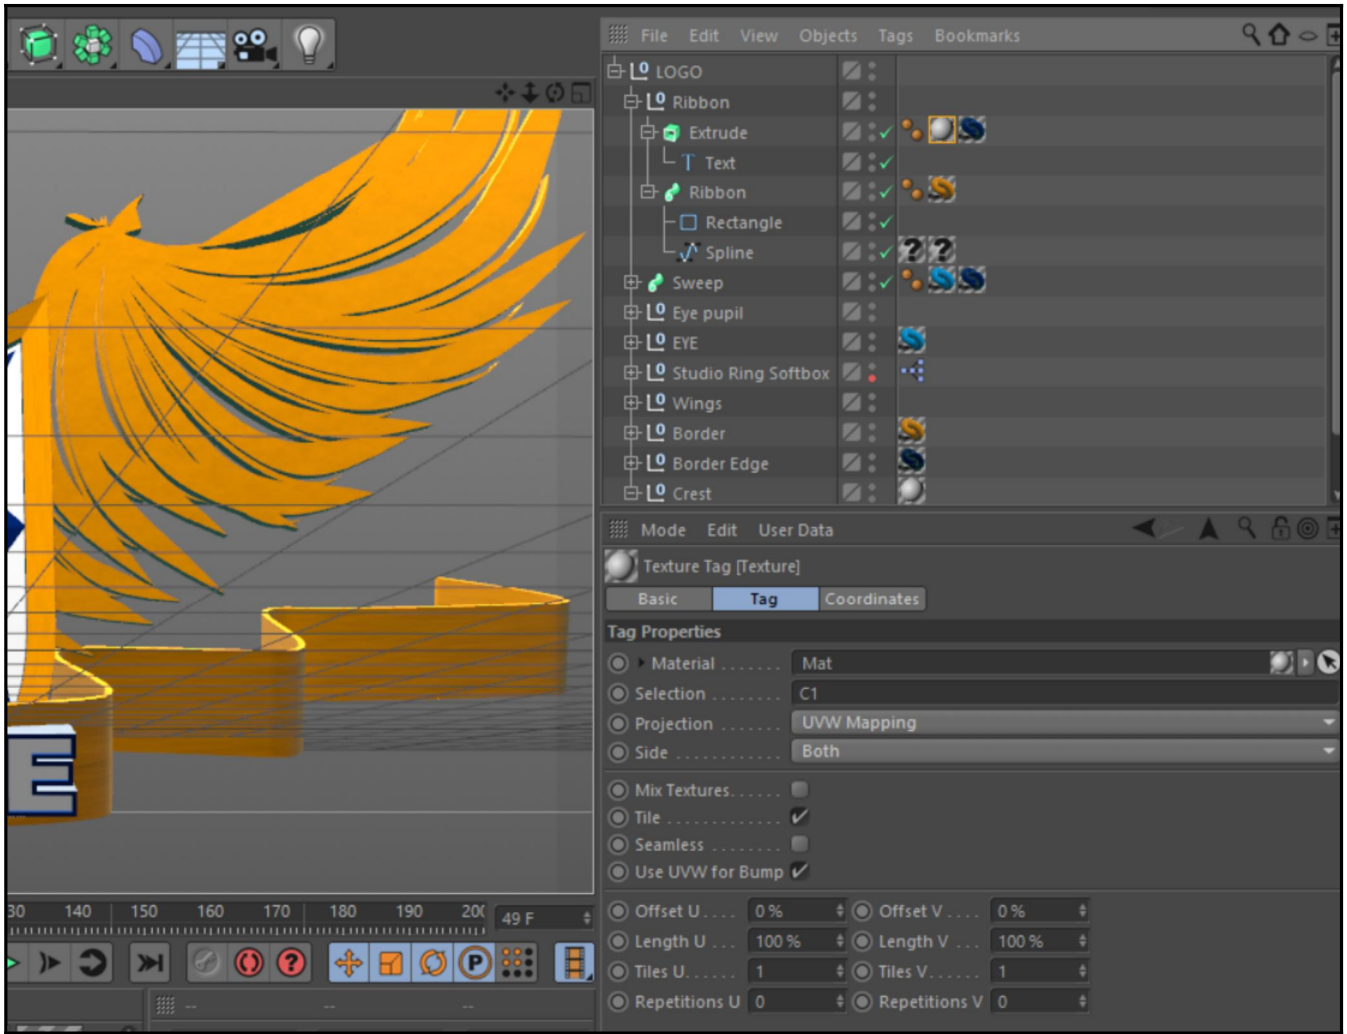 File Edit View Objects Tags Bookmarks
LOGO
Ribbon
Extrude
Text
Ribbon
Rectangle
Spline
Sweep
Eye pupil
EYE
Studio Ring Softbox
Wings
Border
Border Edge
Crest
E
Mode Edit User Data
Texture Tag [Texture]
Basic Tag Coordinates
Tag Properties
Material . . . . . . . Mat
Selection . . . . . . . . C1
Projection . . . . . . . UVW Mapping
Side . . . . . . . . . . . . Both
Mix Textures. . . . . .
Tile . . . . . . . . . . . . .
Seamless . . . . . . . .
Use UVW for Bump
Offset U . . . . 0 % Offset V . . . . 0 %
Length U . . . 100 % Length V . . . 100 %
Tiles U. . . . . . 1 Tiles V. . . . . . 1
Repetitions U 0 Repetitions V 0
30 140 150 160 170 180 190 20 49 F
? P
-- -- --